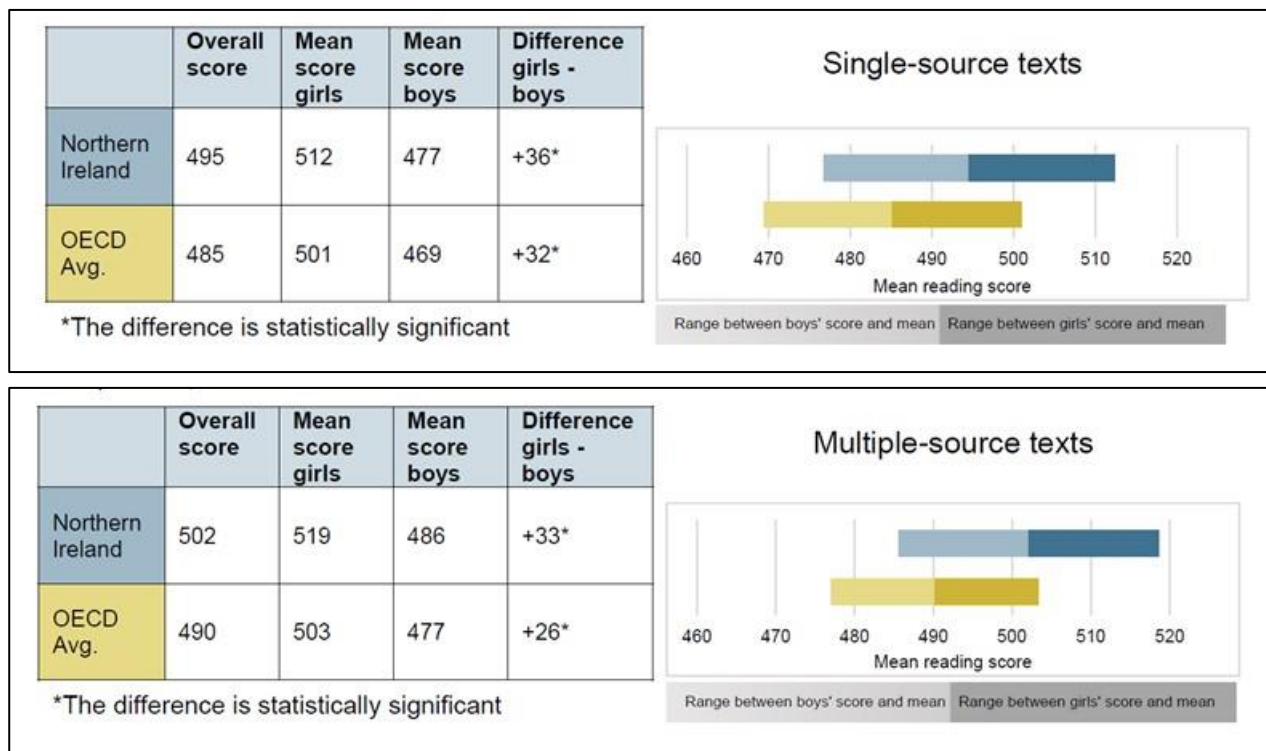 Overall score
Mean score girls
Mean score boys
Difference girls - boys
Northern Ireland
495
512
477
+36*
OECD Avg.
485
501
469
+32*
*The difference is statistically significant
Single-source texts
460 470 480 490 500 510 520
Mean reading score
Range between boys' score and mean
Range between girls' score and mean
Overall score
Mean score girls
Mean score boys
Difference girls - boys
Northern Ireland
502
519
486
+33*
OECD Avg.
490
503
477
+26*
*The difference is statistically significant
Multiple-source texts
460 470 480 490 500 510 520
Mean reading score
Range between boys' score and mean
Range between girls' score and mean